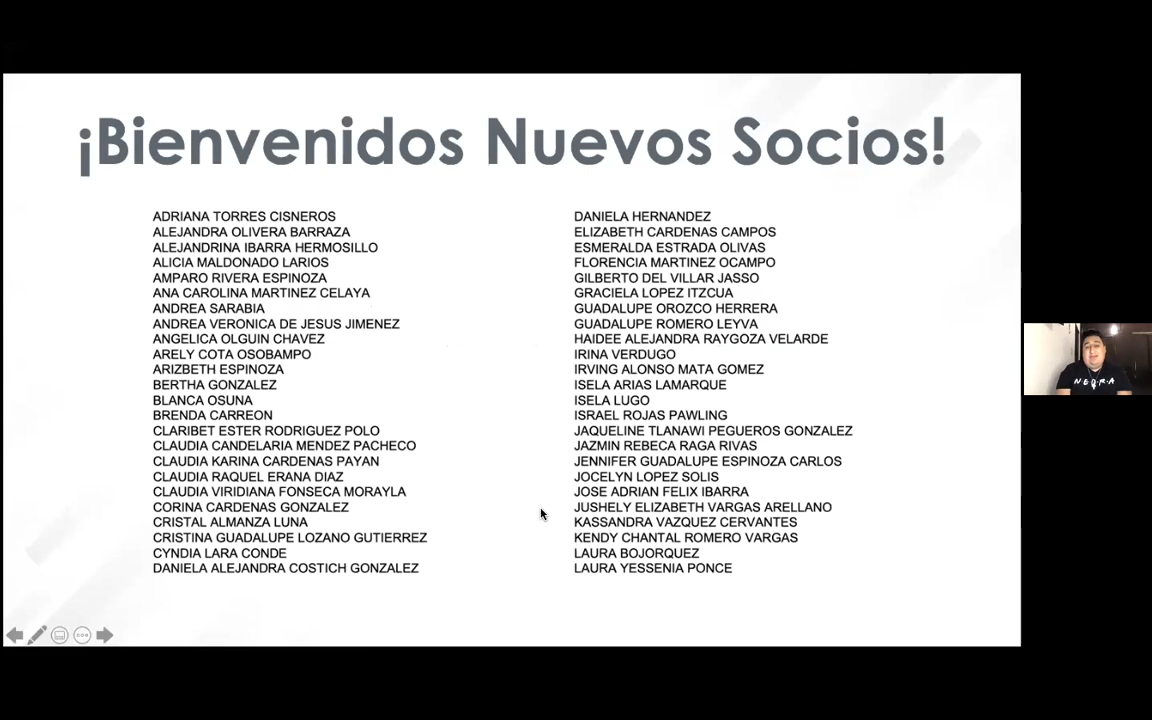 ¡Bienvenidos Nuevos Socios!
ADRIANA TORRES CISNEROS
ALEJANDRA OLIVERA BARRAZA
ALEJANDRINA IBARRA HERMOSILLO
ALICIA MALDONADO LARIOS
AMPARO RIVERA ESPINOZA
ANA CAROLINA MARTINEZ CELAYA
ANDREA SARABIA
ANDREA VERONICA DE JESUS JIMENEZ
ANGELICA OLGUIN CHAVEZ
ARELY COTA OSOBAMPO
ARIZBETH ESPINOZA
BERTHA GONZALEZ
BLANCA OSUNA
BRENDA CARREON
CLARIBET ESTER RODRIGUEZ POLO
CLAUDIA CANDELARIA MENDEZ PACHECO
CLAUDIA KARINA CARDENAS PAYAN
CLAUDIA RAQUEL ERANA DIAZ
CLAUDIA VIRIDIANA FONSECA MORAYLA
CORINA CARDENAS GONZALEZ
CRISTAL ALMANZA LUNA
CRISTINA GUADALUPE LOZANO GUTIERREZ
CYNDIA LARA CONDE
DANIELA ALEJANDRA COSTICH GONZALEZ
DANIELA HERNANDEZ
ELIZABETH CARDENAS CAMPOS
ESMERALDA ESTRADA OLIVAS
FLORENCIA MARTINEZ OCAMPO
GILBERTO DEL VILLAR JASSO
GRACIELA LOPEZ ITZCUA
GUADALUPE OROZCO HERRERA
GUADALUPE ROMERO LEYVA
HAIDEE ALEJANDRA RAYGOZA VELARDE
IRINA VERDUGO
IRVING ALONSO MATA GOMEZ
ISELA ARIAS LAMARQUE
ISELA LUGO
ISRAEL ROJAS PAWLING
JAQUELINE TLANAWI PEGUEROS GONZALEZ
JAZMIN REBECA RAGA RIVAS
JENNIFER GUADALUPE ESPINOZA CARLOS
JOCELYN LOPEZ SOLIS
JOSE ADRIAN FELIX IBARRA
JUSHELY ELIZABETH VARGAS ARELLANO
KASSANDRA VAZQUEZ CERVANTES
KENDY CHANTAL ROMERO VARGAS
LAURA BOJORQUEZ
LAURA YESSENIA PONCE